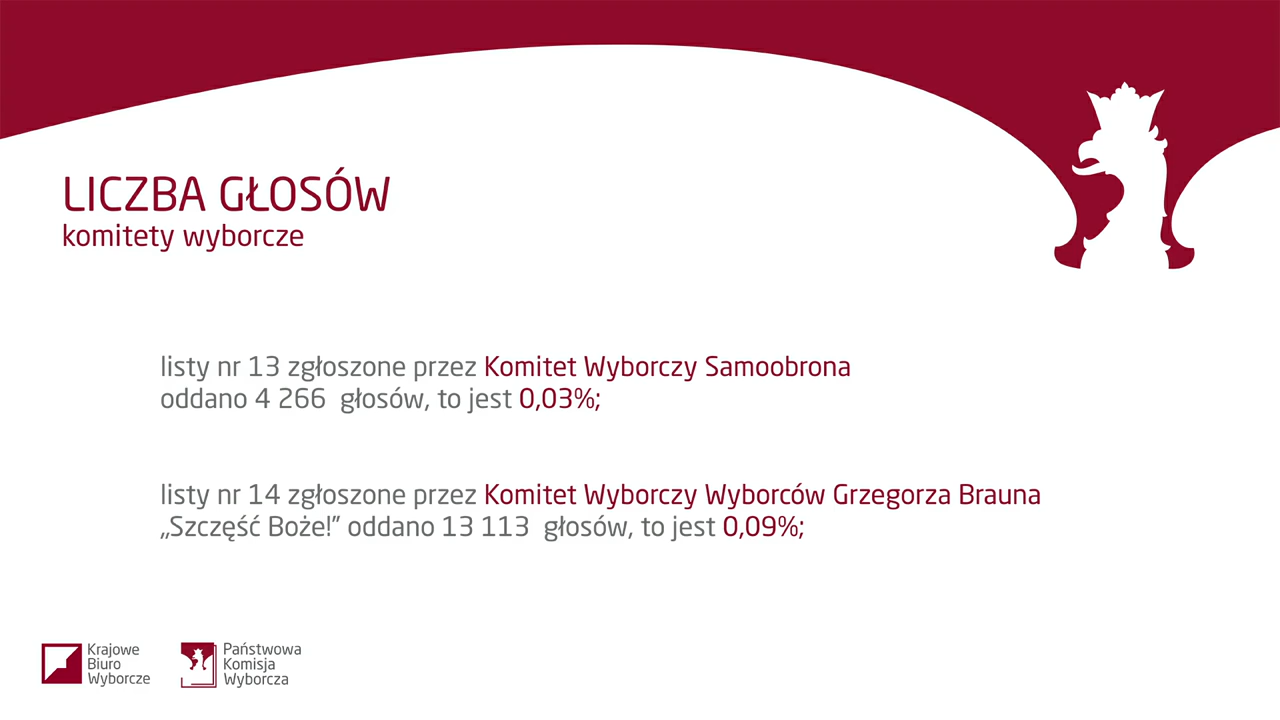 LICZBA GŁOSÓW
komitety wyborcze
listy nr 13 zgłoszone przez Komitet Wyborczy Samoobrona
oddano 4 266 głosów, to jest 0,03%;
listy nr 14 zgłoszone przez Komitet Wyborczy Wyborców Grzegorza Brauna
„Szczęść Boże!” oddano 13 113 głosów, to jest 0,09%;
Krajowe
Biuro
Wyborcze
Państwowa
Komisja
Wyborcza